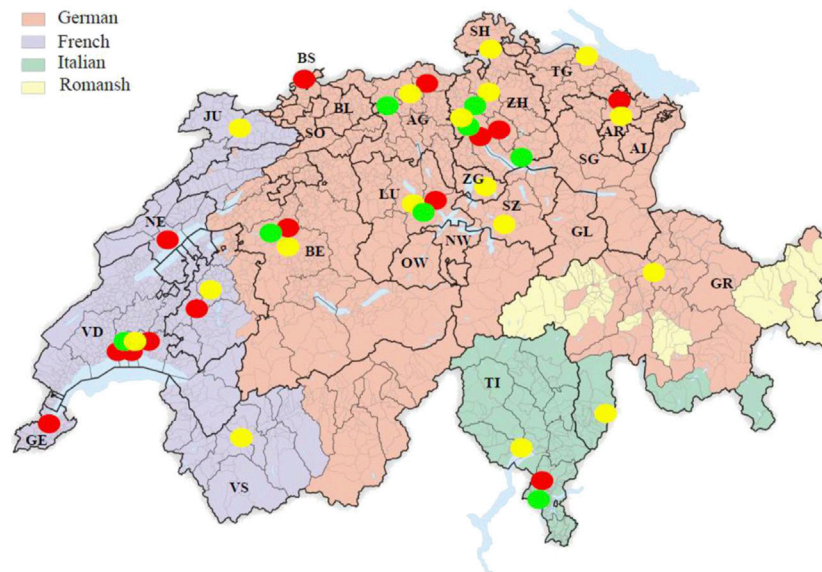 German
French
Italian
Romansh
SH
BS
TG
BL
ZH
JU
AG
SO
AR
AI
SG
ZG
LU
SZ
NE
GL
NW
BE
OW
GR
VD
TI
GE
VS